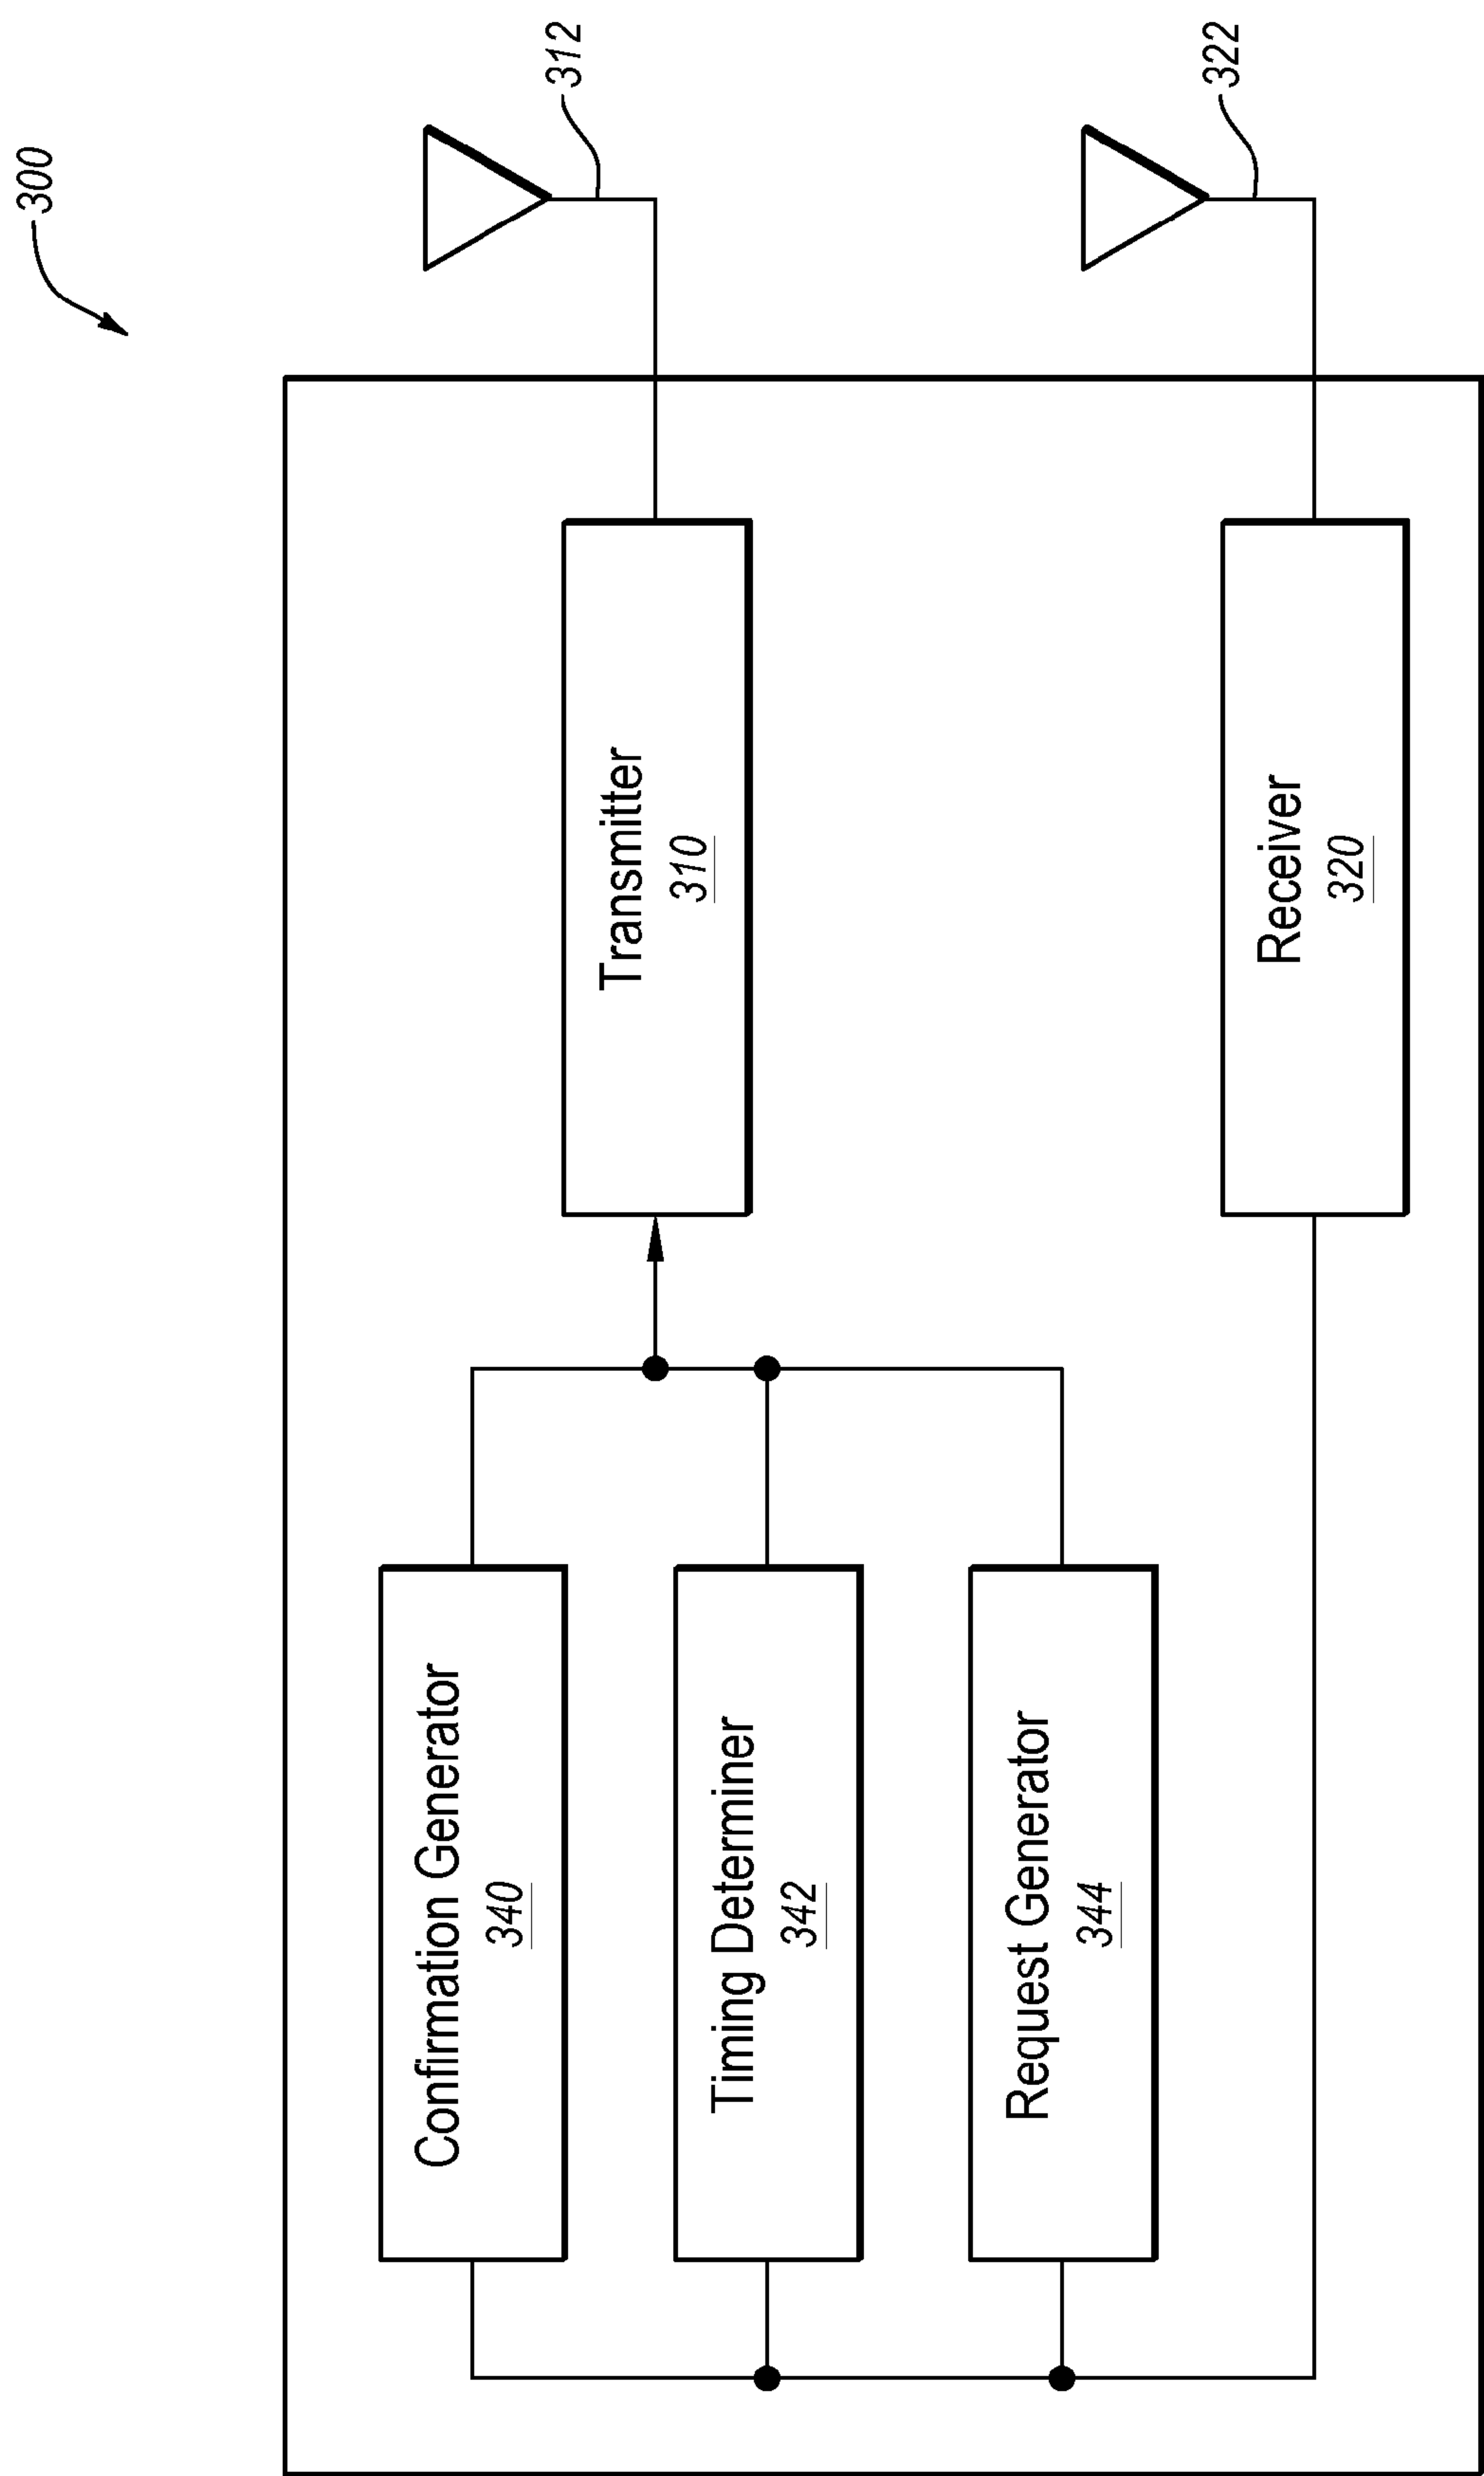 300
312
322
Confirmation Generator
340
Timing Determiner
342
Request Generator
344
Transmitter
310
Receiver
320